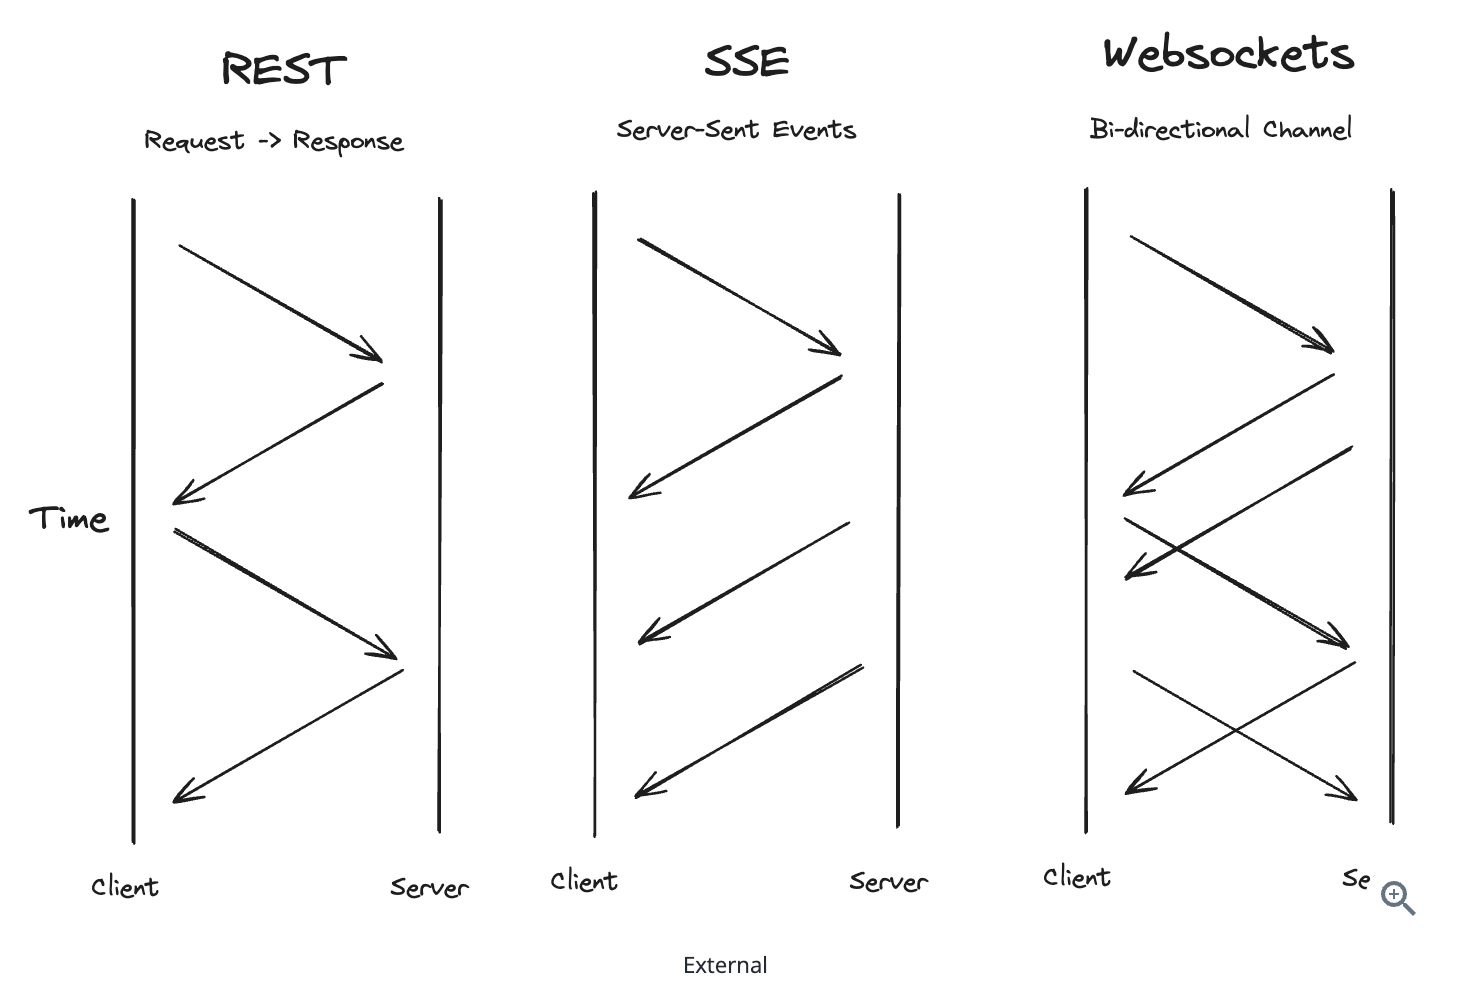 REST
SSE
Websockets
Request -> Response
Server-Sent Events
Bi-directional Channel
Time
Client
Server
Client
Server
Client
Se
External